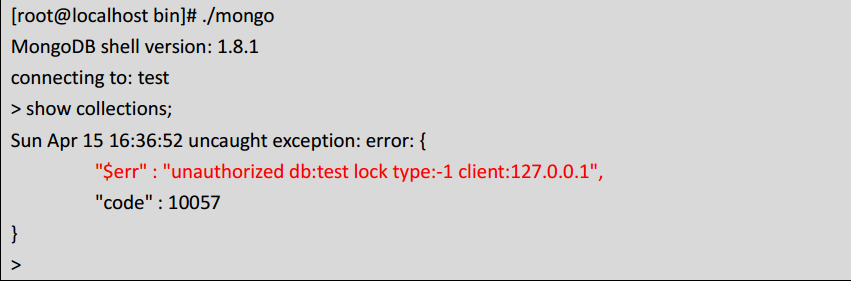 [root@localhost bin]# ./mongo
MongoDB shell version: 1.8.1
connecting to: test
> show collections;
Sun Apr 15 16:36:52 uncaught exception: error: {
"$err" : "unauthorized db:test lock type:-1 client:127.0.0.1",
"code" : 10057
}
>